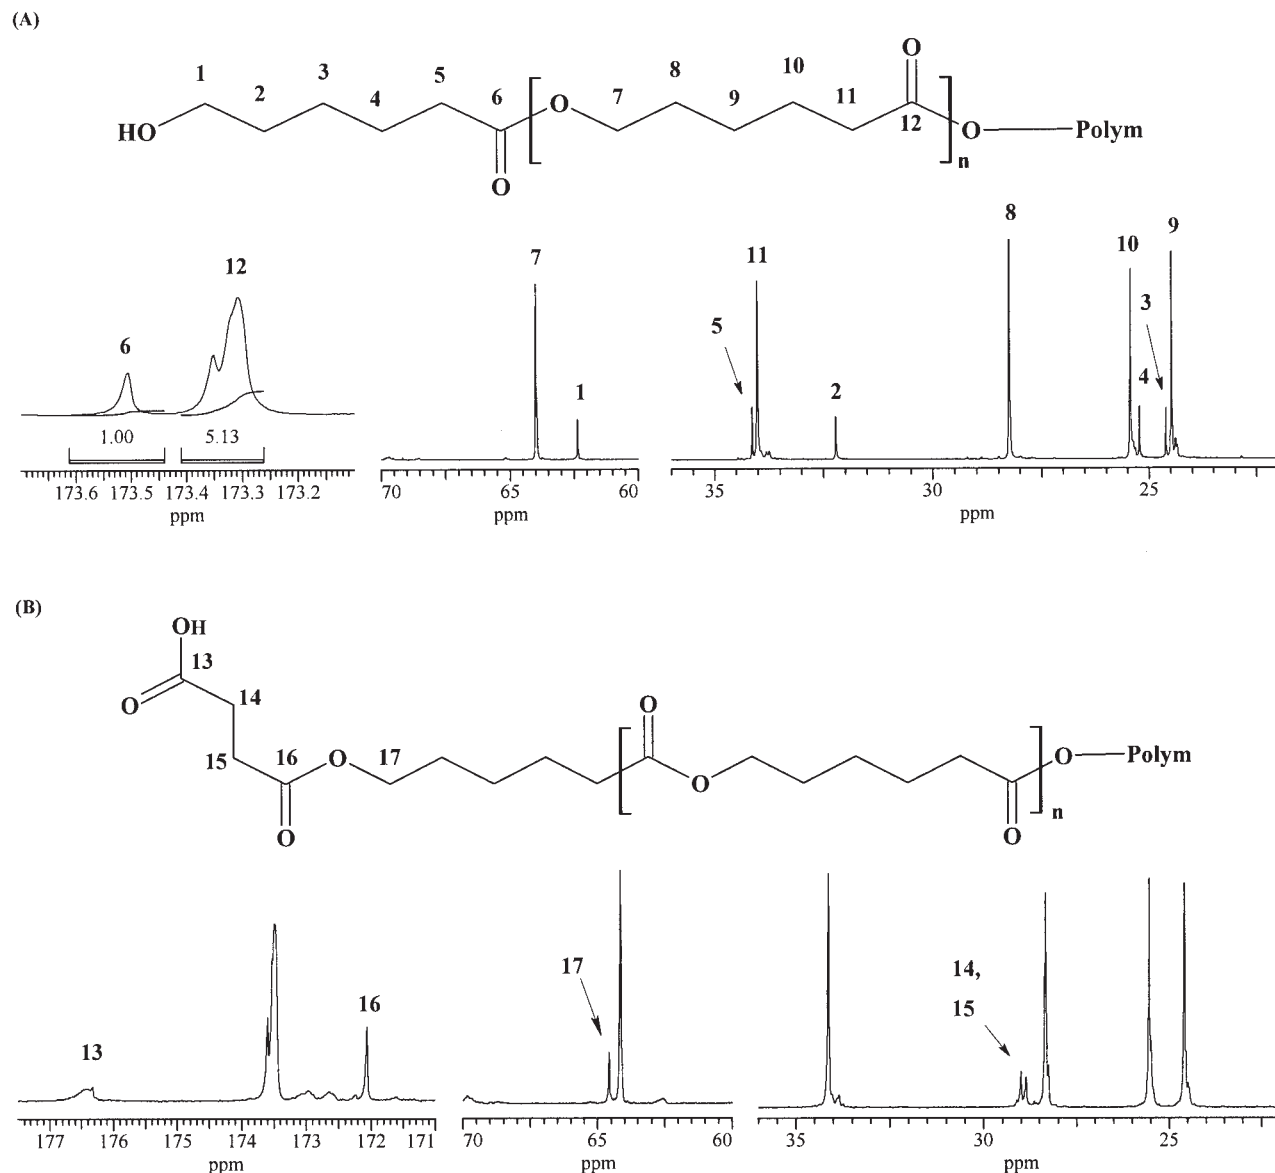 (A)
1 2 3 4 5 6 7 8 9 10 11 12
HO O O O O n Polym
6 12 7 1 5 11 2 8 10 4 3 9
1.00 5.13
173.6 173.5 173.4 173.3 173.2 70 65 60 35 30 25
ppm ppm ppm
(B)
OH
13
O 14
15 16 O 17 O O O Polym
O O n
13 16 17 14,
15
177 176 175 174 173 172 171 70 65 60 35 30 25
ppm ppm ppm